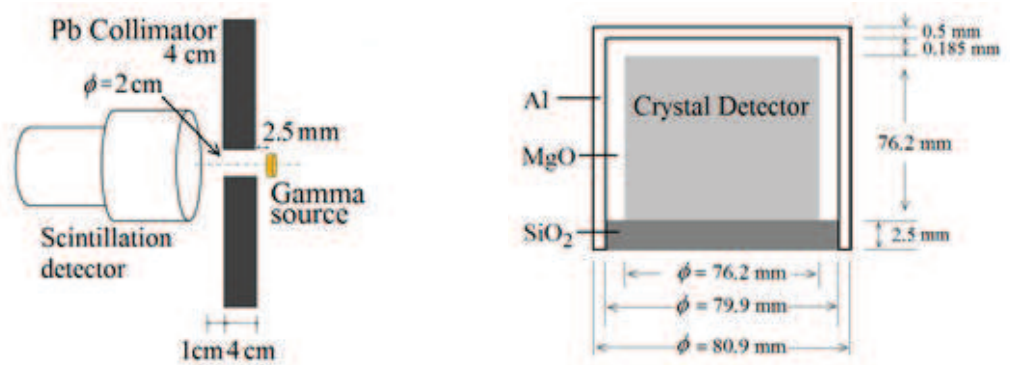 Pb Collimator
4 cm
ϕ=2cm
2.5 mm
Gamma
source
Scintillation
detector
1cm 4 cm
0.5 mm
0.185 mm
Al
Crystal Detector
MgO
76.2 mm
SiO₂
2.5 mm
ϕ = 76.2 mm
ϕ = 79.9 mm
ϕ = 80.9 mm